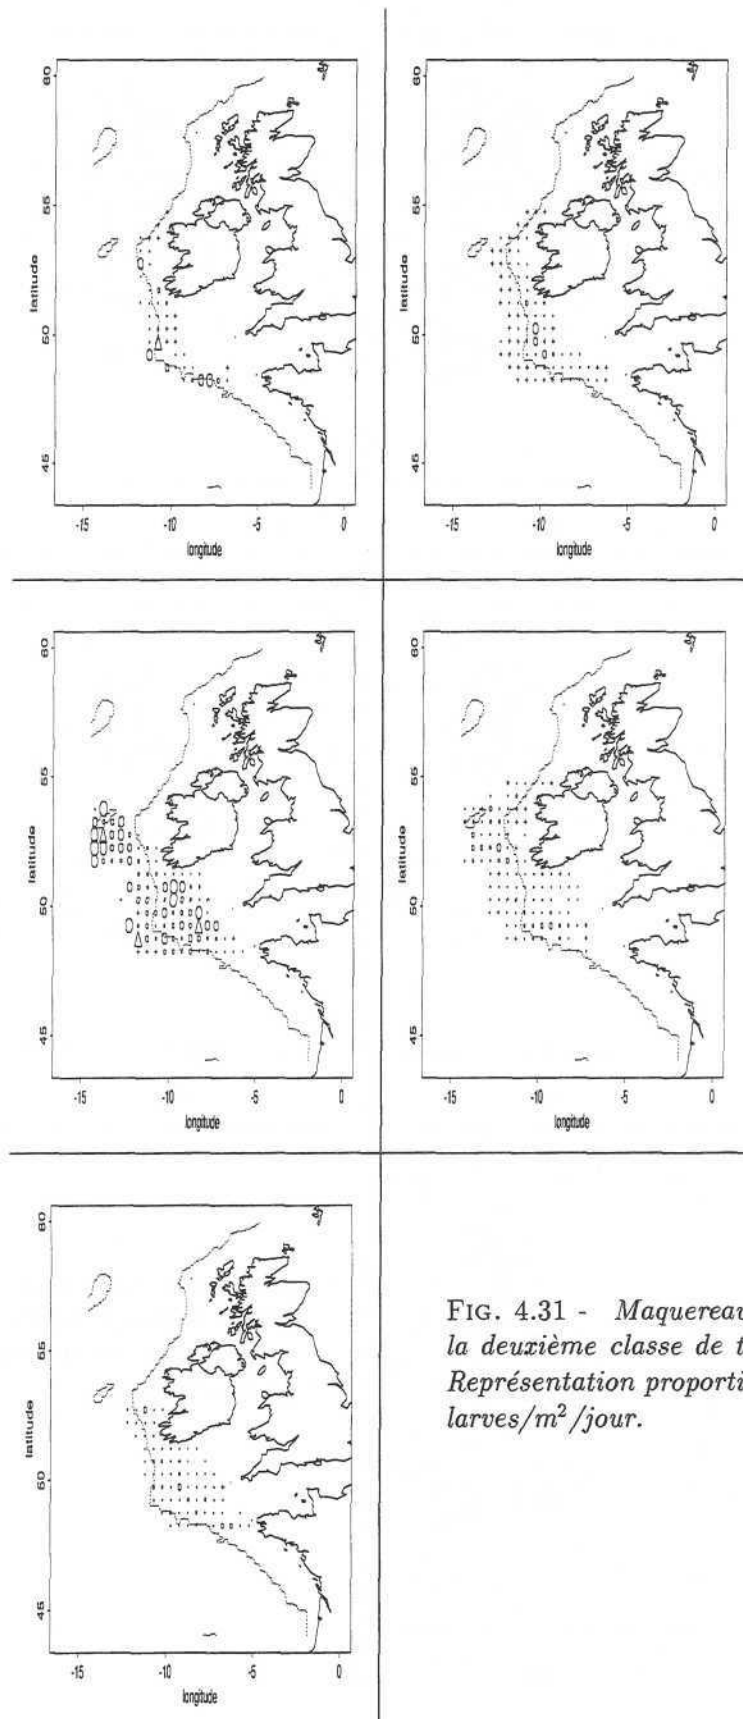 45 50 55 60
latitude
-15 -10 -5 0
longitude
45 50 55 60
latitude
-15 -10 -5 0
longitude
45 50 55 60
latitude
-15 -10 -5 0
longitude
45 50 55 60
latitude
-15 -10 -5 0
longitude
45 50 55 60
latitude
-15 -10 -5 0
longitude
FIG. 4.31 - Maquereau
la deuxième classe de t
Représentation proporti
larves/m²/jour.